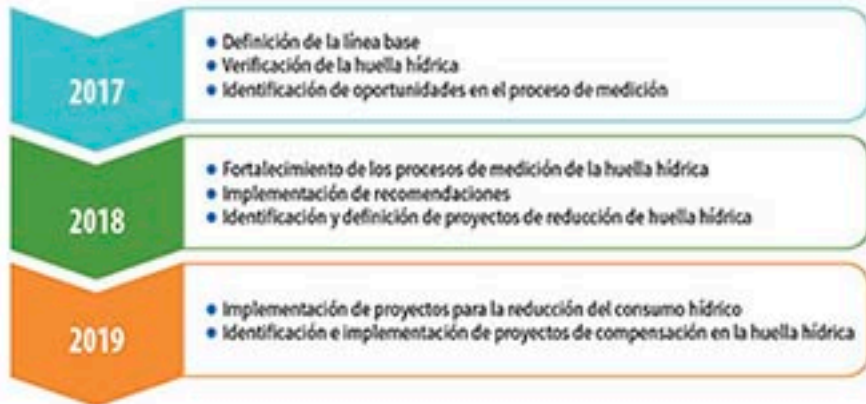 2017
• Definición de la línea base
• Verificación de la huella hídrica
• Identificación de oportunidades en el proceso de medición
2018
• Fortalecimiento de los procesos de medición de la huella hídrica
• Implementación de recomendaciones
• Identificación y definición de proyectos de reducción de huella hídrica
2019
• Implementación de proyectos para la reducción del consumo hídrico
• Identificación e implementación de proyectos de compensación en la huella hídrica